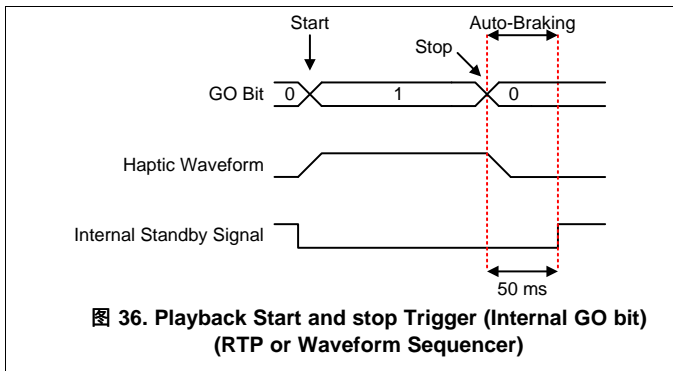 Start
Auto-Braking
Stop
GO Bit
0
1
0
Haptic Waveform
Internal Standby Signal
50 ms
图 36. Playback Start and stop Trigger (Internal GO bit)
(RTP or Waveform Sequencer)